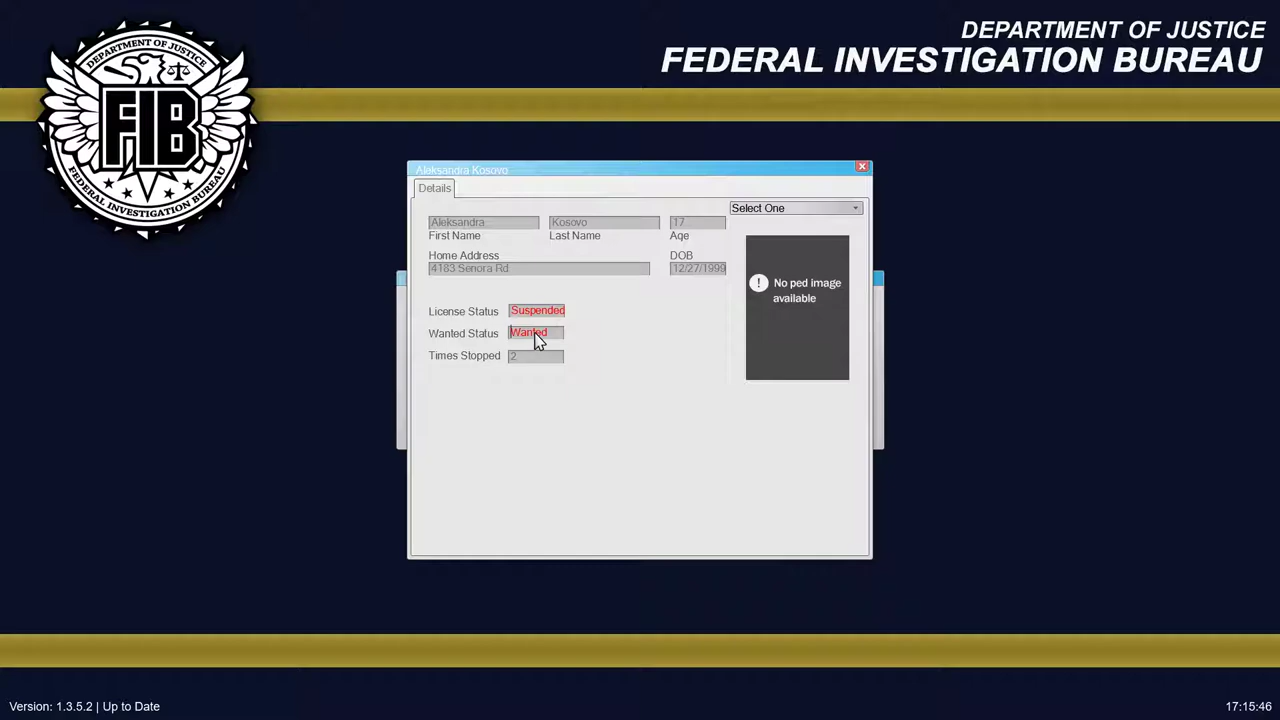 DEPARTMENT OF JUSTICE
FEDERAL INVESTIGATION BUREAU
DEPARTMENT OF JUSTICE
FIB
FEDERAL INVESTIGATION BUREAU
Aleksandra Kosovo
Details
Select One
Aleksandra Kosovo 17
First Name Last Name Age
Home Address DOB
4183 Senora Rd 12/27/1999
No ped image
available
License Status Suspended
Wanted Status Wanted
Times Stopped 2
Version: 1.3.5.2 | Up to Date 17:15:46